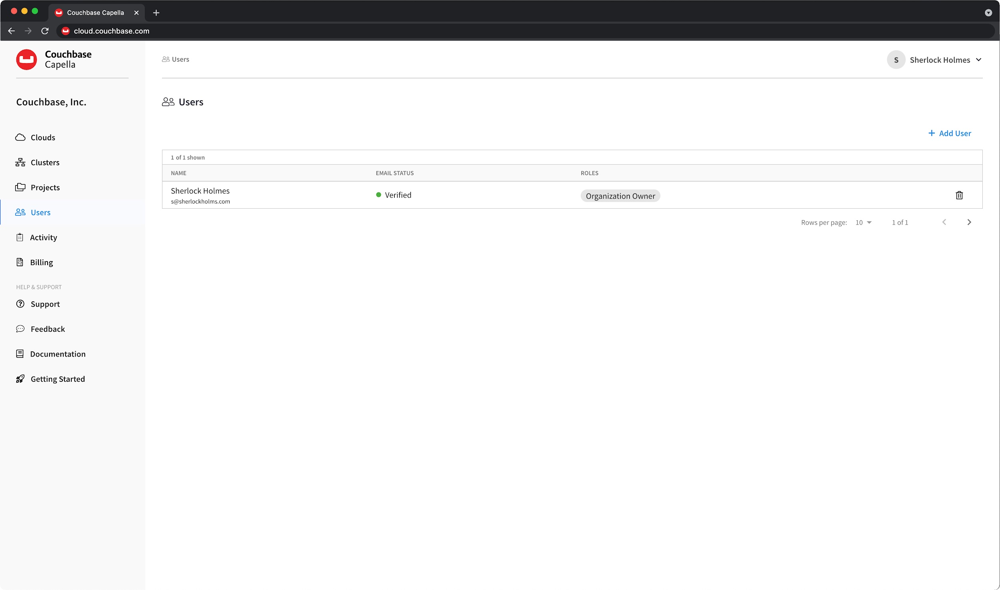 Couchbase Capella
cloud.couchbase.com
Couchbase
Capella
Users
S
Sherlock Holmes
Couchbase, Inc.
Users
Clouds
Clusters
Projects
Users
Activity
Billing
HELP & SUPPORT
Support
Feedback
Documentation
Getting Started
+ Add User
1 of 1 shown
NAME EMAIL STATUS ROLES
Sherlock Holmes Verified Organization Owner
s@sherlockholms.com
Rows per page: 10 1 of 1